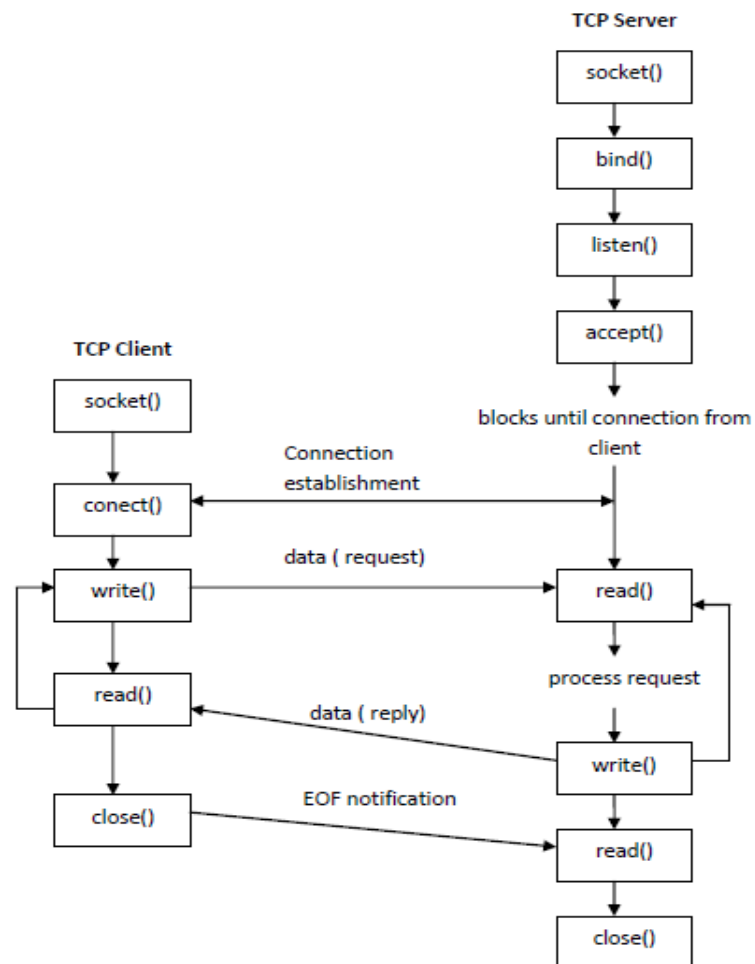 TCP Server
socket()
bind()
listen()
accept()
TCP Client
socket()
blocks until connection from
client
Connection
establishment
conect()
data ( request)
write()
read()
process request
read()
data ( reply)
write()
EOF notification
close()
read()
close()